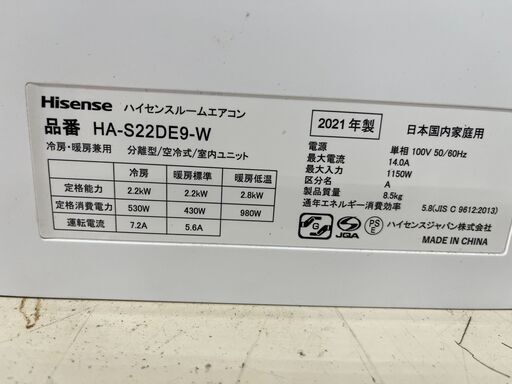 Hisense ハイセンスルームエアコン
品番 HA-S22DE9-W
冷房・暖房兼用 分離型/空冷式/室内ユニット
冷房 暖房標準 暖房低温
定格能力 2.2kW 2.2kW 2.8kW
定格消費電力 530W 430W 980W
運転電流 7.2A 5.6A
2021年製 日本国内家庭用
電源 単相 100V 50/60Hz
最大電流 14.0A
最大入力 1150W
区分名 A
製品質量 8.5kg
通年エネルギー消費効率 5.8(JIS C 9612:2013)
G JQA PSE ハイセンスジャパン株式会社
MADE IN CHINA